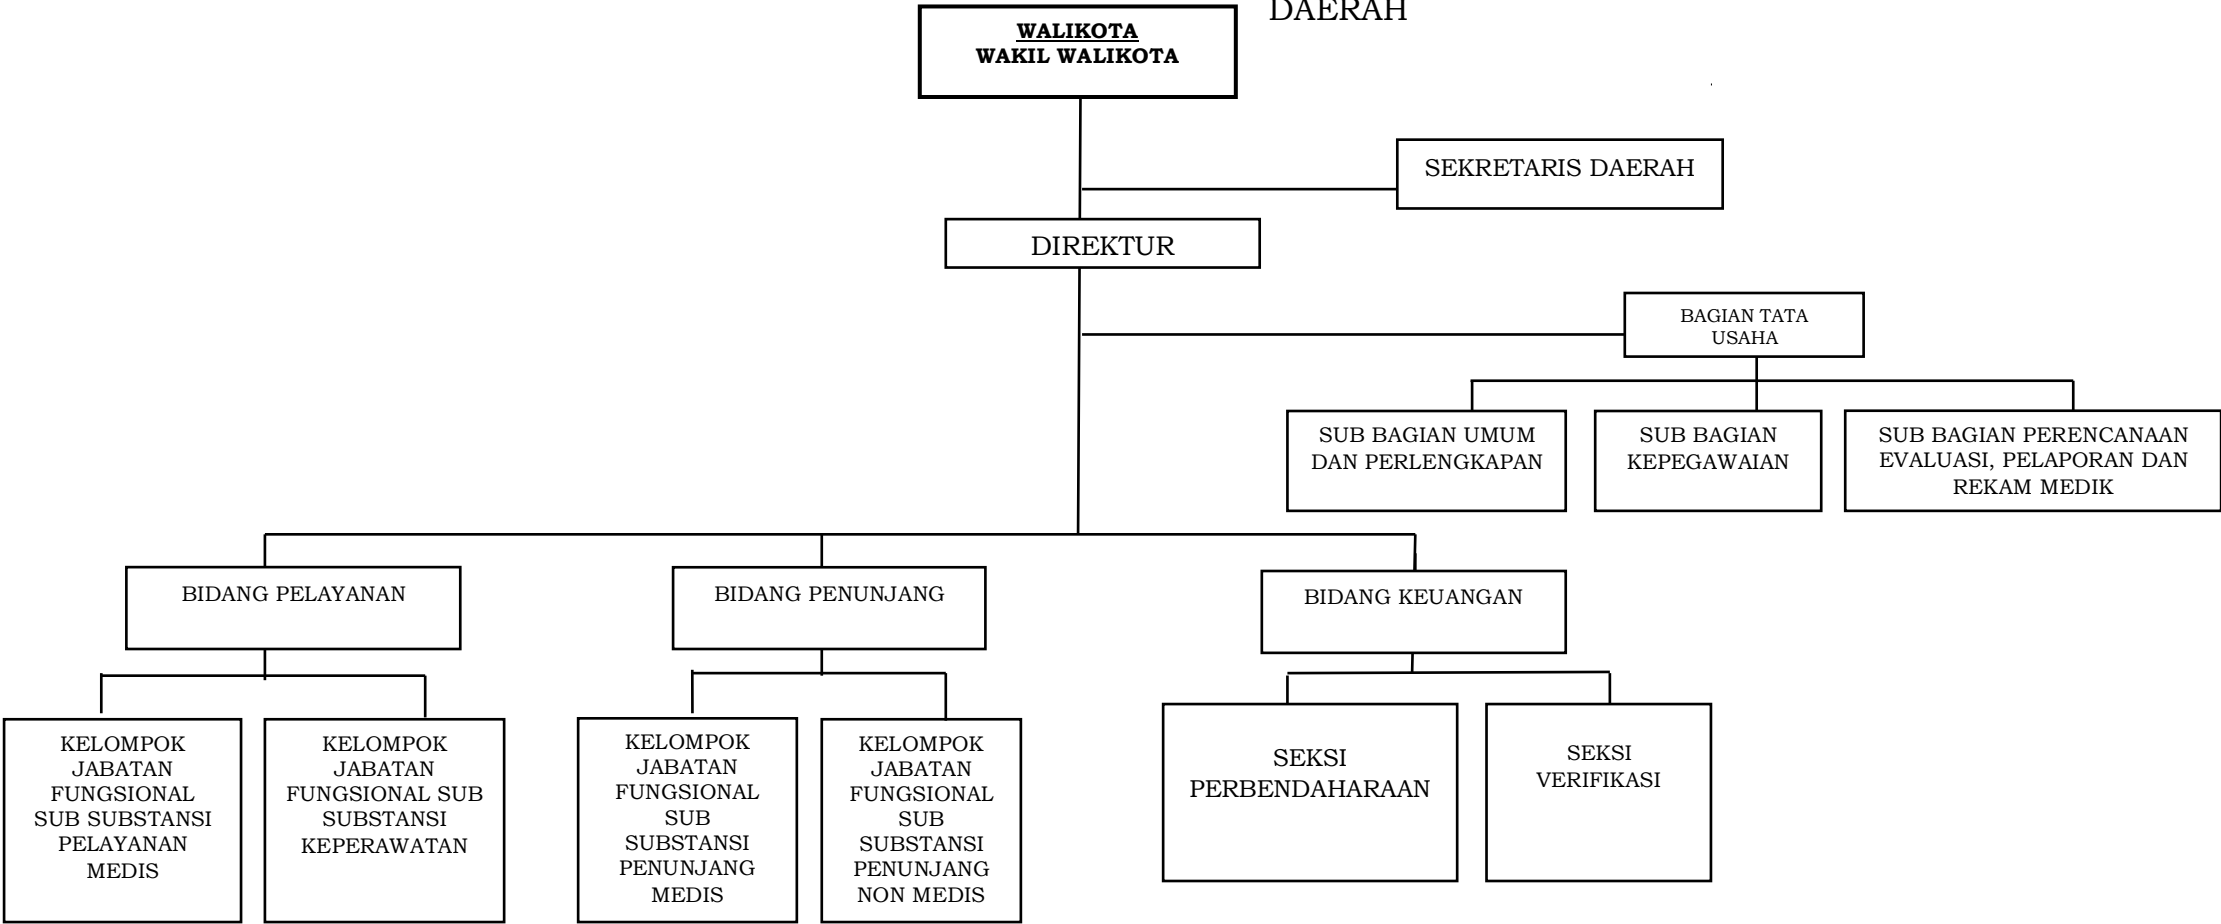 DAERAH
WALIKOTA
WAKIL WALIKOTA
SEKRETARIS DAERAH
DIREKTUR
BAGIAN TATA
USAHA
SUB BAGIAN UMUM
DAN PERLENGKAPAN
SUB BAGIAN
KEPEGAWAIAN
SUB BAGIAN PERENCANAAN
EVALUASI, PELAPORAN DAN
REKAM MEDIK
BIDANG PELAYANAN
BIDANG PENUNJANG
BIDANG KEUANGAN
KELOMPOK
JABATAN
FUNGSIONAL
SUB SUBSTANSI
PELAYANAN
MEDIS
KELOMPOK
JABATAN
FUNGSIONAL SUB
SUBSTANSI
KEPERAWATAN
KELOMPOK
JABATAN
FUNGSIONAL
SUB
SUBSTANSI
PENUNJANG
MEDIS
KELOMPOK
JABATAN
FUNGSIONAL
SUB
SUBSTANSI
PENUNJANG
NON MEDIS
SEKSI
PERBENDAHARAAN
SEKSI
VERIFIKASI